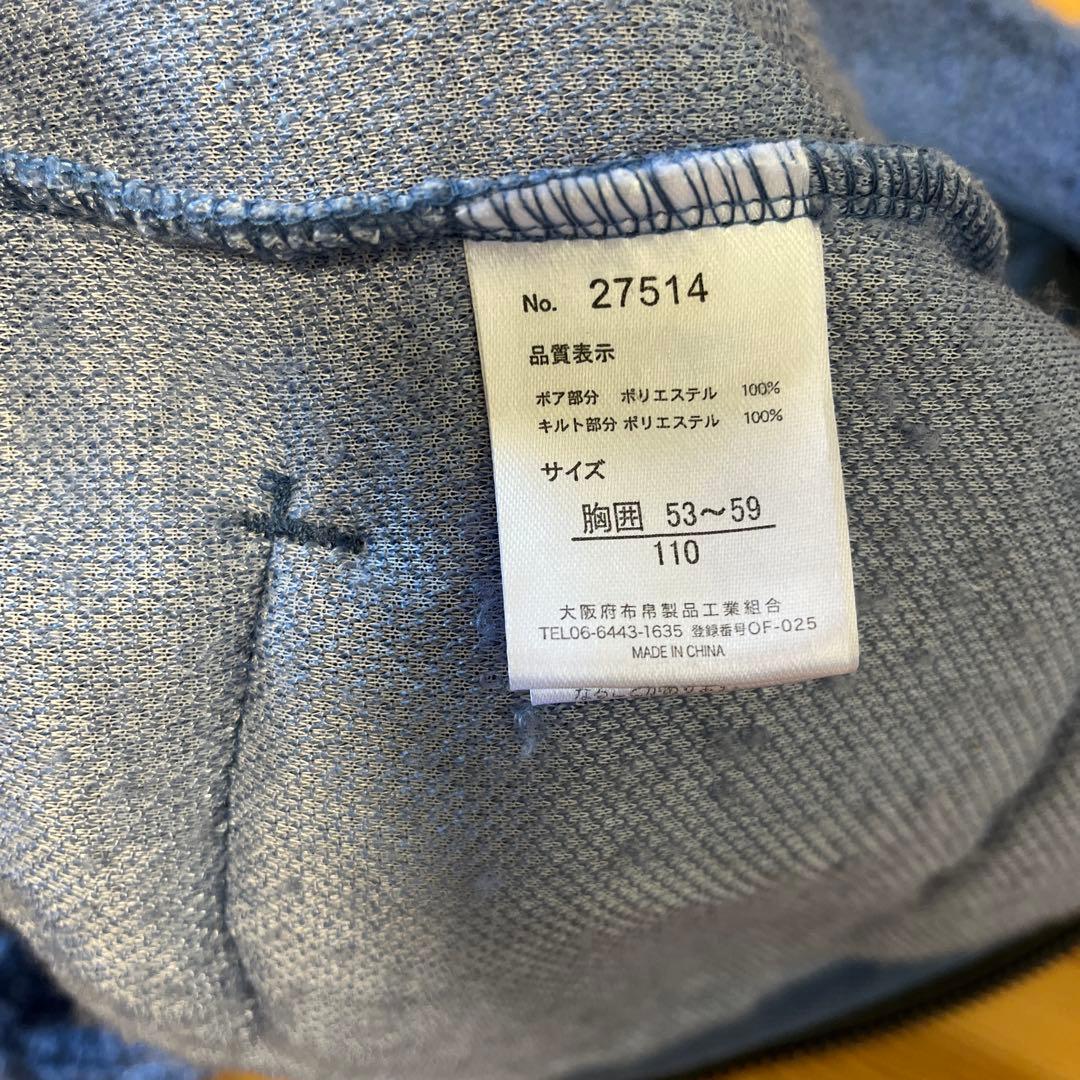 No. 27514
品質表示
ボア部分 ポリエステル 100%
キルト部分 ポリエステル 100%
サイズ
胸囲 53〜59
110
大阪府布帛製品工業組合
TEL06-6443-1635 登録番号OF-025
MADE IN CHINA